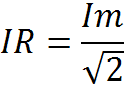 IR = Im/√2